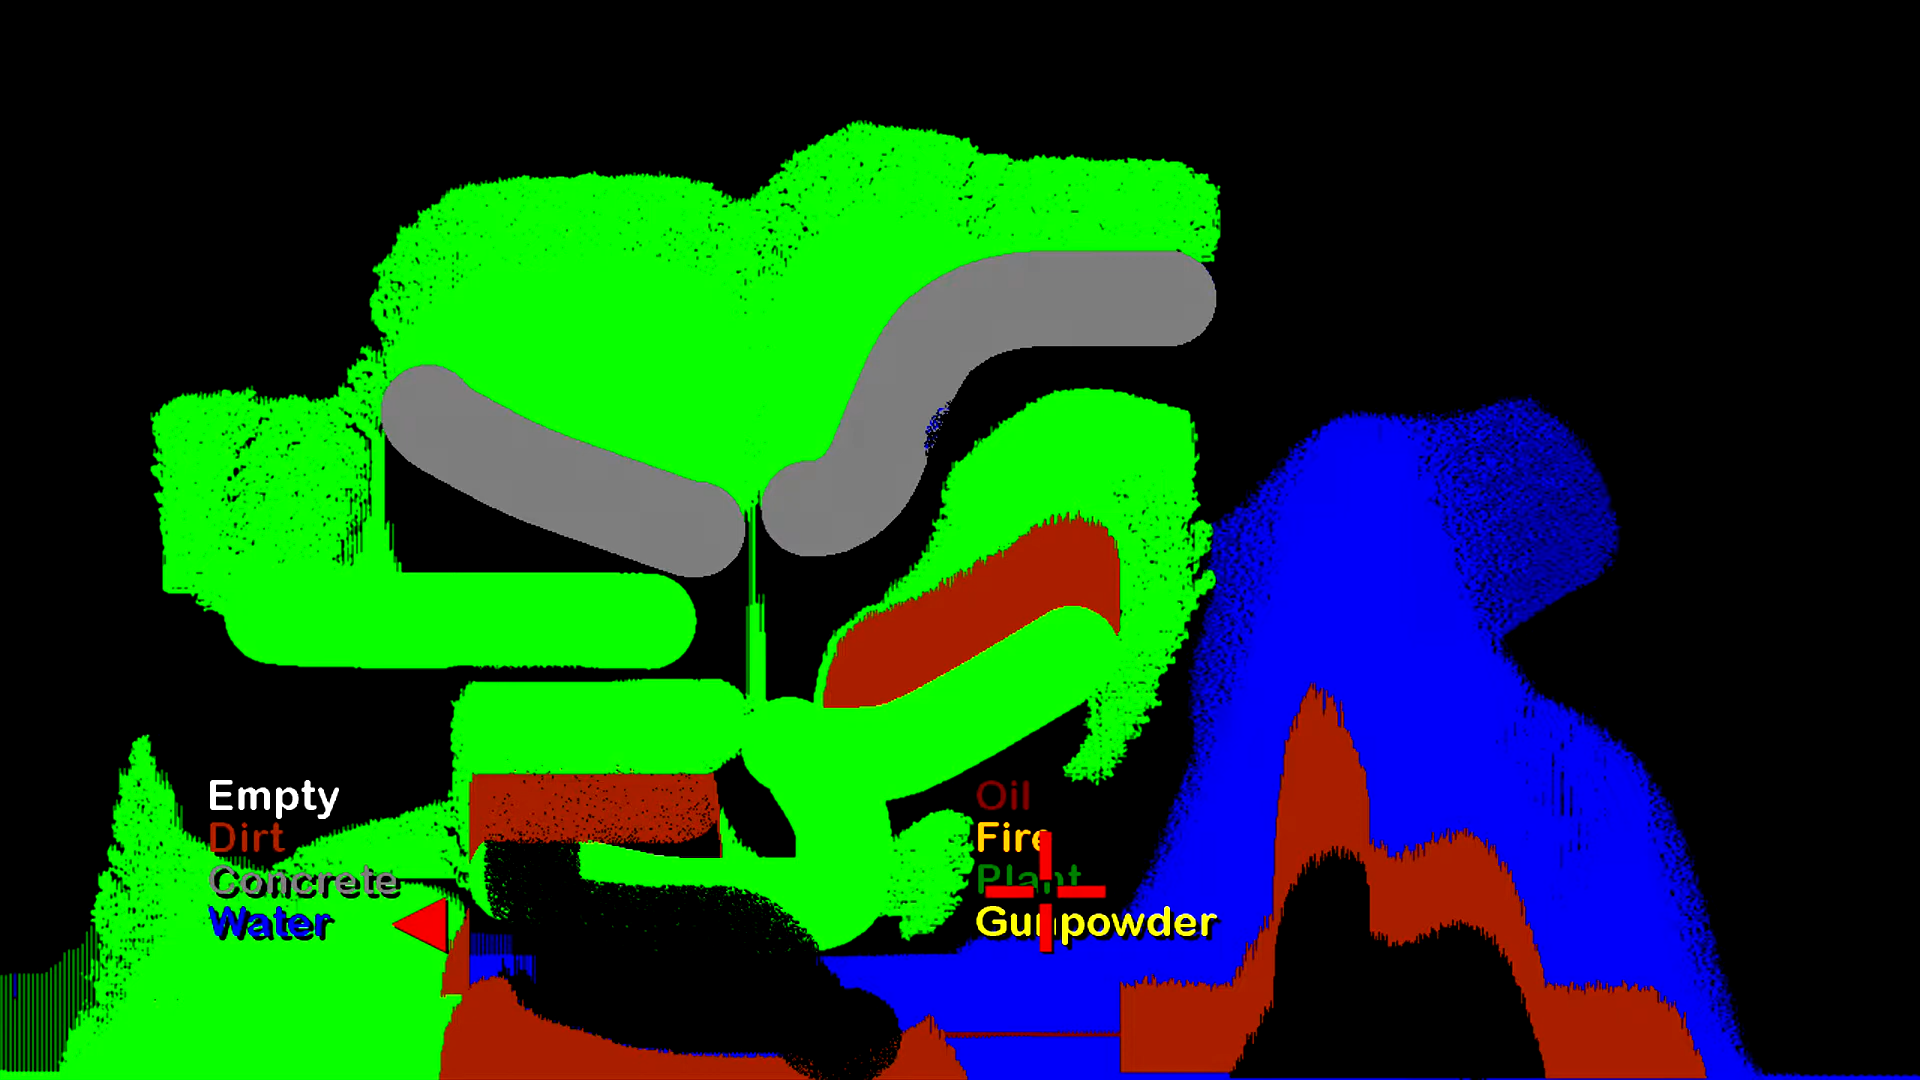 Empty
Dirt
Concrete
Water
Oil
Fire
Plant
Gunpowder